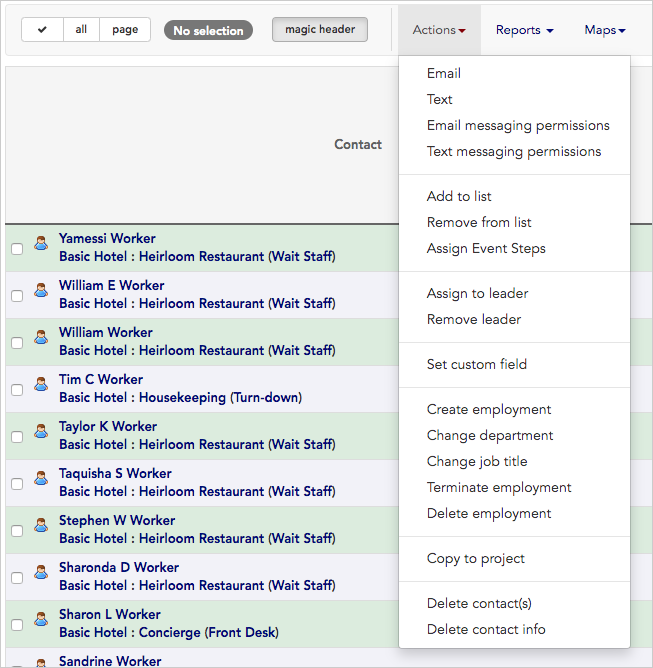 all
page
No selection
magic header
Actions
Reports
Maps
Contact
Email
Text
Email messaging permissions
Text messaging permissions
Add to list
Remove from list
Assign Event Steps
Assign to leader
Remove leader
Set custom field
Create employment
Change department
Change job title
Terminate employment
Delete employment
Copy to project
Delete contact(s)
Delete contact info
Yamessi Worker
Basic Hotel : Heirloom Restaurant (Wait Staff)
William E Worker
Basic Hotel : Heirloom Restaurant (Wait Staff)
William Worker
Basic Hotel : Heirloom Restaurant (Wait Staff)
Tim C Worker
Basic Hotel : Housekeeping (Turn-down)
Taylor K Worker
Basic Hotel : Heirloom Restaurant (Wait Staff)
Taquisha S Worker
Basic Hotel : Heirloom Restaurant (Wait Staff)
Stephen W Worker
Basic Hotel : Heirloom Restaurant (Wait Staff)
Sharonda D Worker
Basic Hotel : Heirloom Restaurant (Wait Staff)
Sharon L Worker
Basic Hotel : Concierge (Front Desk)
Sandrine Worker